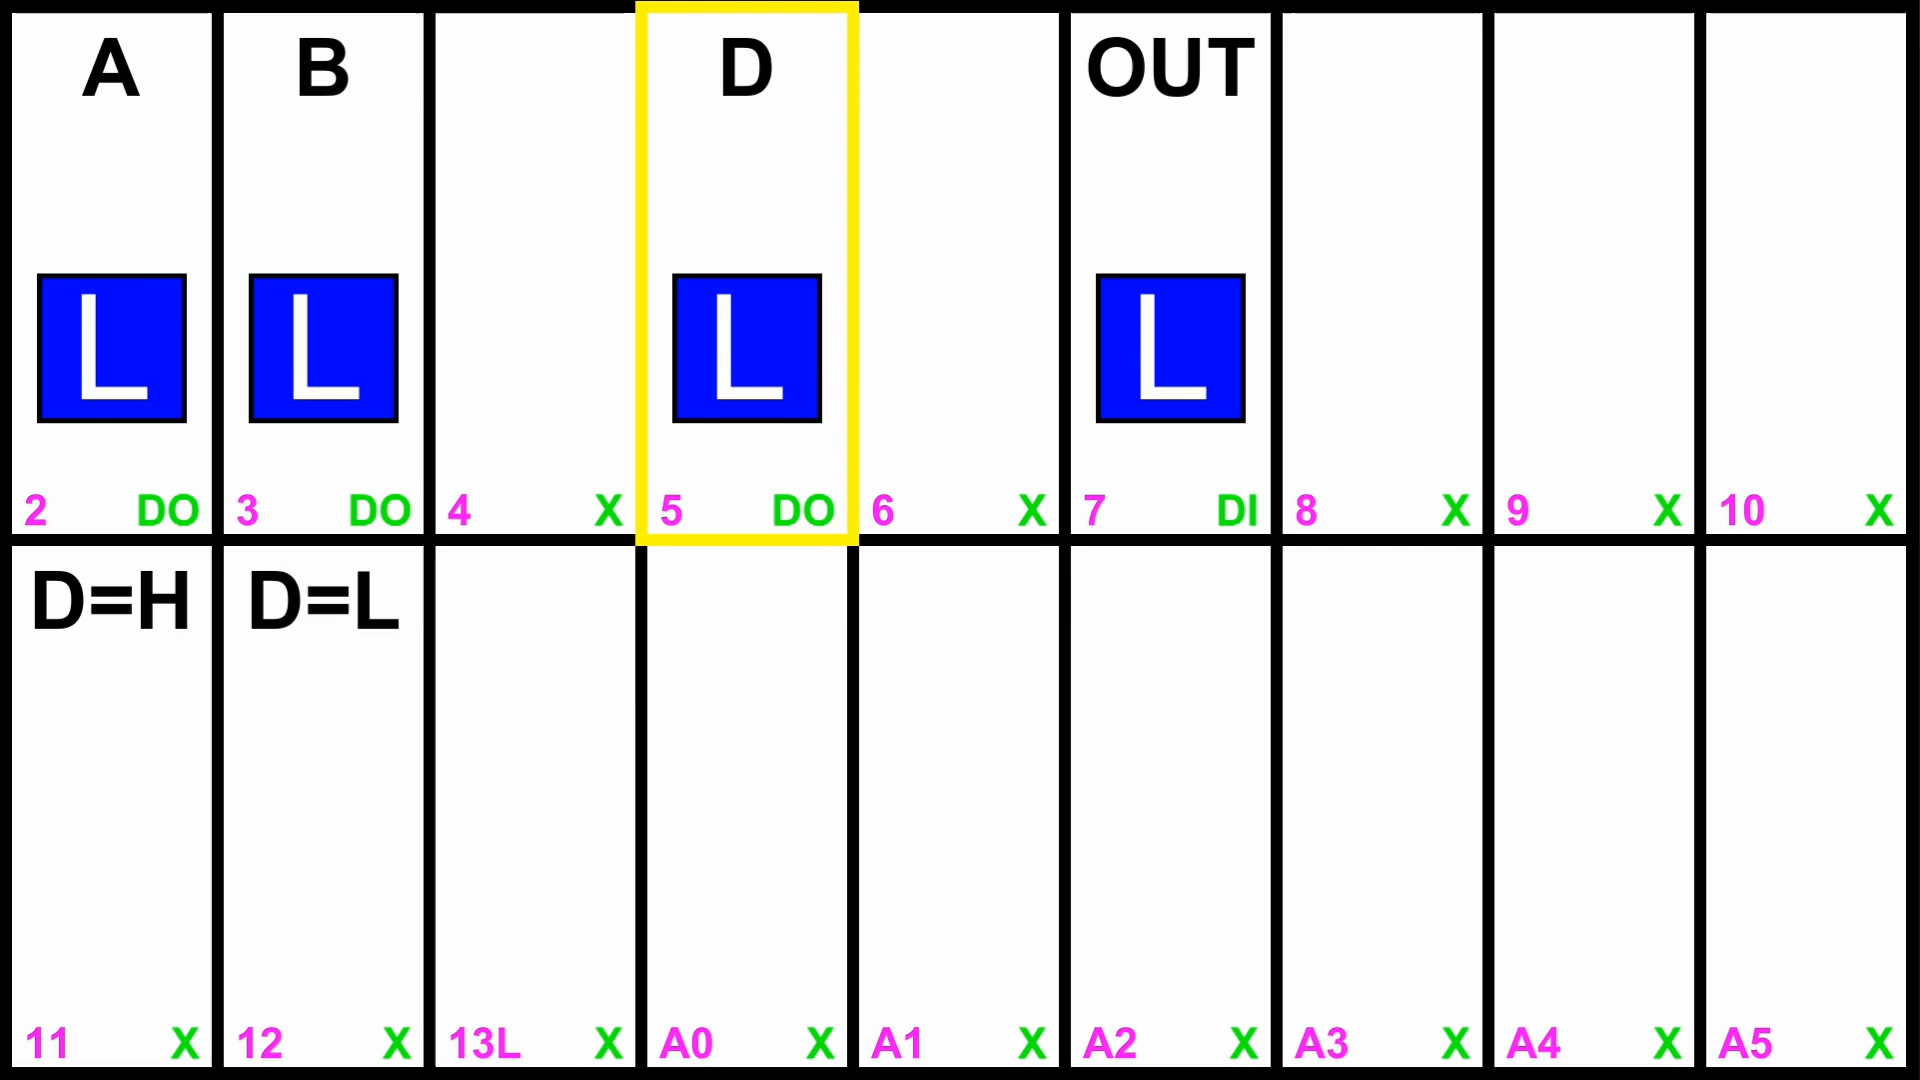 A B D OUT
L L L L
2 DO 3 DO 4 X 5 DO 6 X 7 DI 8 X 9 X 10 X
D=H D=L
11 X 12 X 13L X A0 X A1 X A2 X A3 X A4 X A5 X